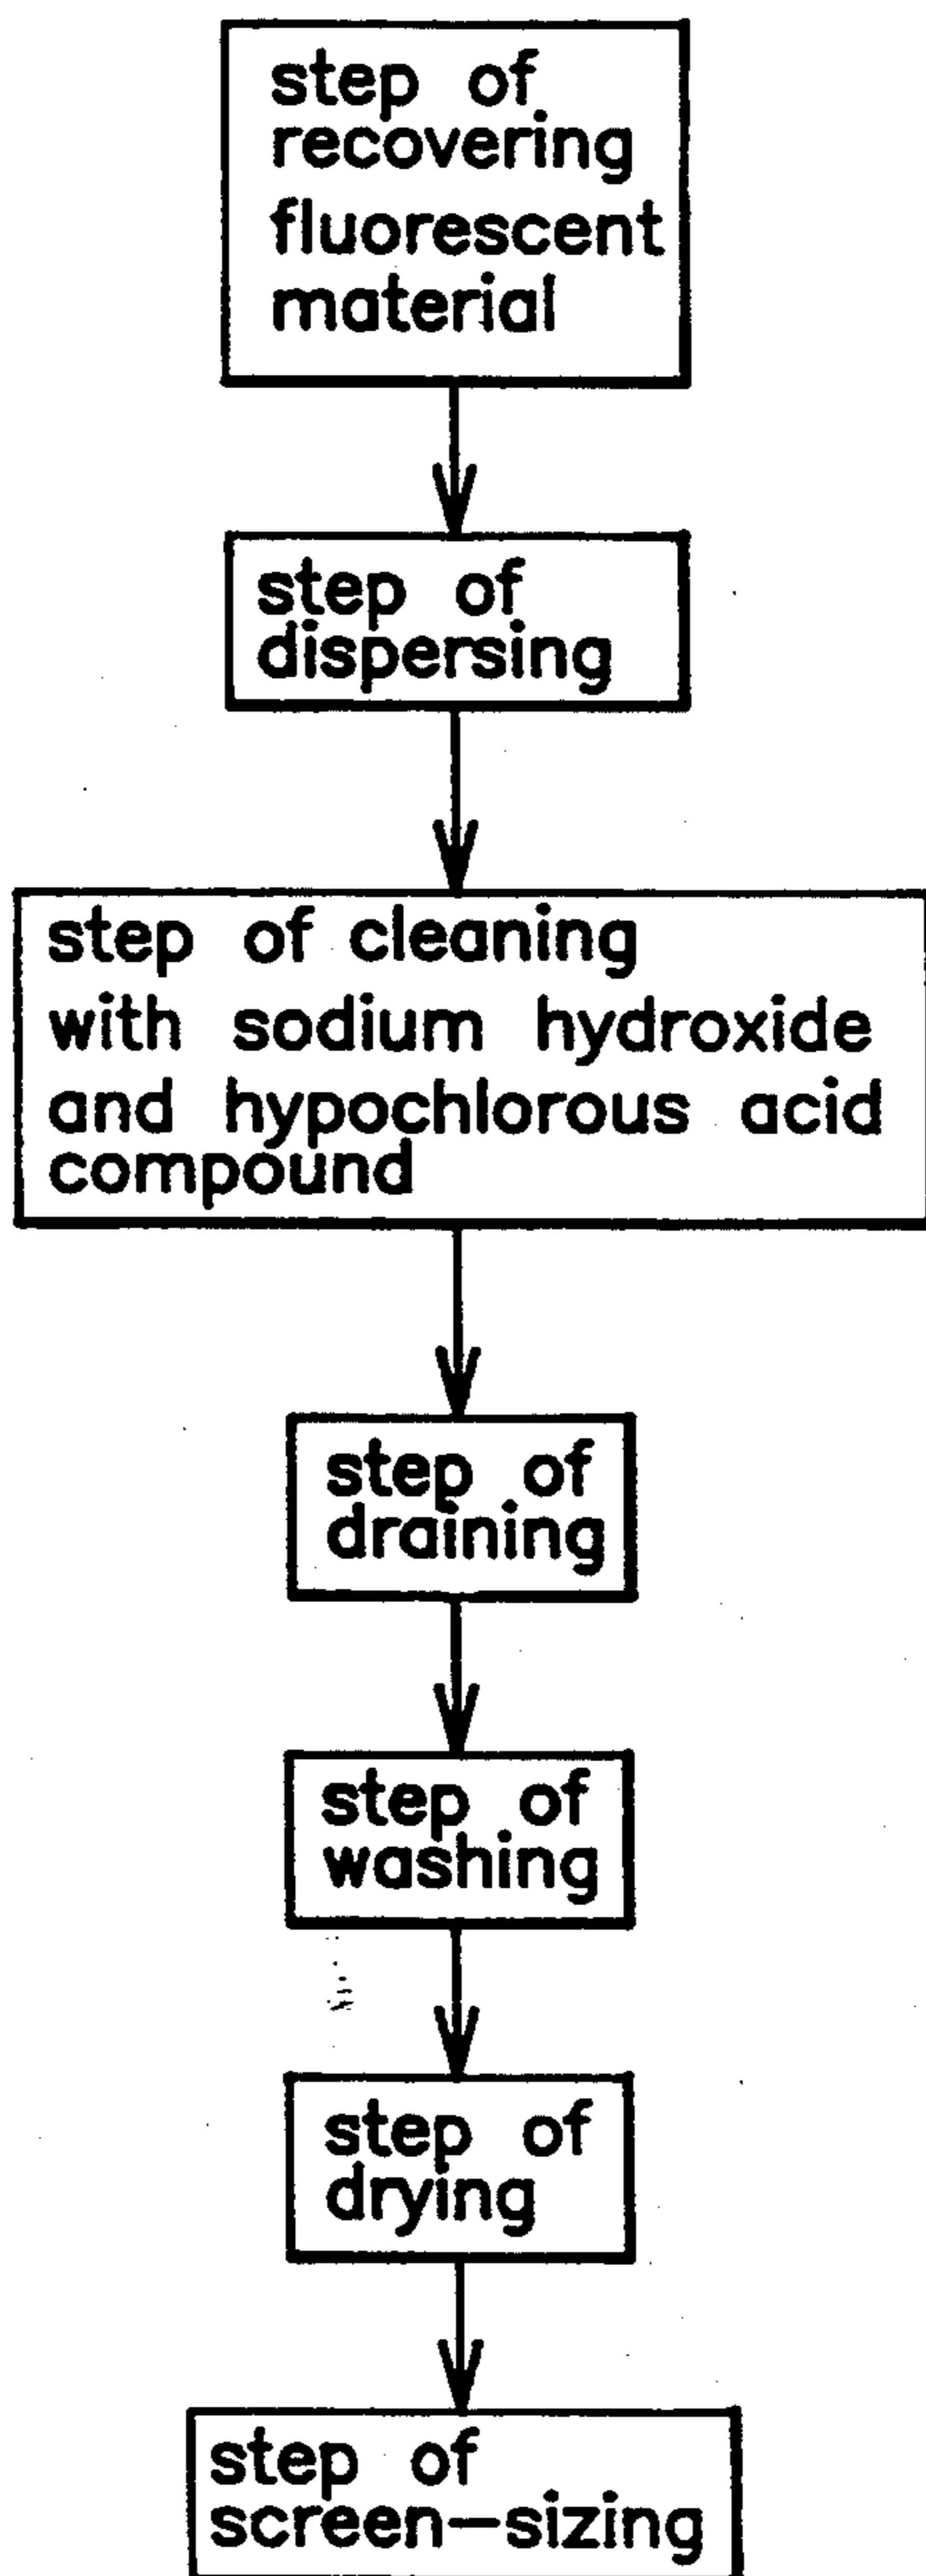 step of
recovering
fluorescent
material
step of
dispersing
step of cleaning
with sodium hydroxide
and hypochlorous acid
compound
step of
draining
step of
washing
step of
drying
step of
screen-sizing